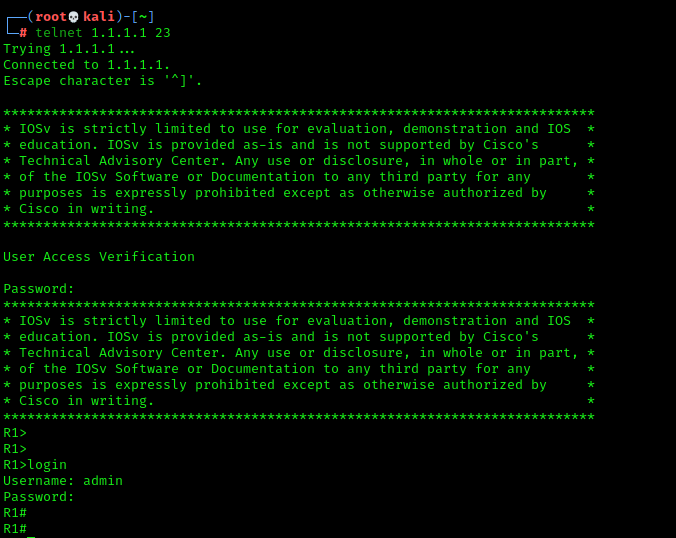 ┌──(root💀kali)-[~]
└─# telnet 1.1.1.1 23
Trying 1.1.1.1...
Connected to 1.1.1.1.
Escape character is '^]'.
**************************************************************************
* IOSv is strictly limited to use for evaluation, demonstration and IOS  *
* education. IOSv is provided as-is and is not supported by Cisco's      *
* Technical Advisory Center. Any use or disclosure, in whole or in part, *
* of the IOSv Software or Documentation to any third party for any       *
* purposes is expressly prohibited except as otherwise authorized by     *
* Cisco in writing.                                                      *
**************************************************************************
User Access Verification
Password:
**************************************************************************
* IOSv is strictly limited to use for evaluation, demonstration and IOS  *
* education. IOSv is provided as-is and is not supported by Cisco's      *
* Technical Advisory Center. Any use or disclosure, in whole or in part, *
* of the IOSv Software or Documentation to any third party for any       *
* purposes is expressly prohibited except as otherwise authorized by     *
* Cisco in writing.                                                      *
**************************************************************************
R1>
R1>
R1>login
Username: admin
Password:
R1#
R1#